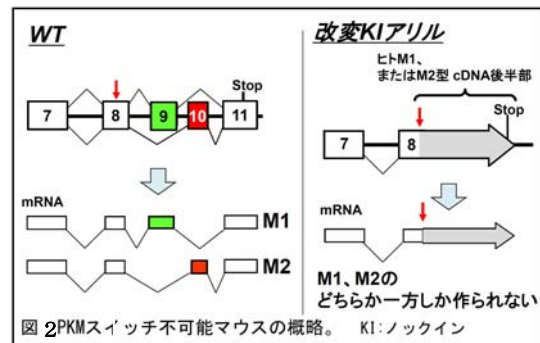 WT
Stop
7
8
9
10
11
mRNA
M1
M2
改変KIアリル
ヒトM1、
またはM2型 cDNA後半部
Stop
7
8
mRNA
M1、M2の
どちらか一方しか作られない
図 2PKMスイッチ不可能マウスの概略。 KI:ノックイン